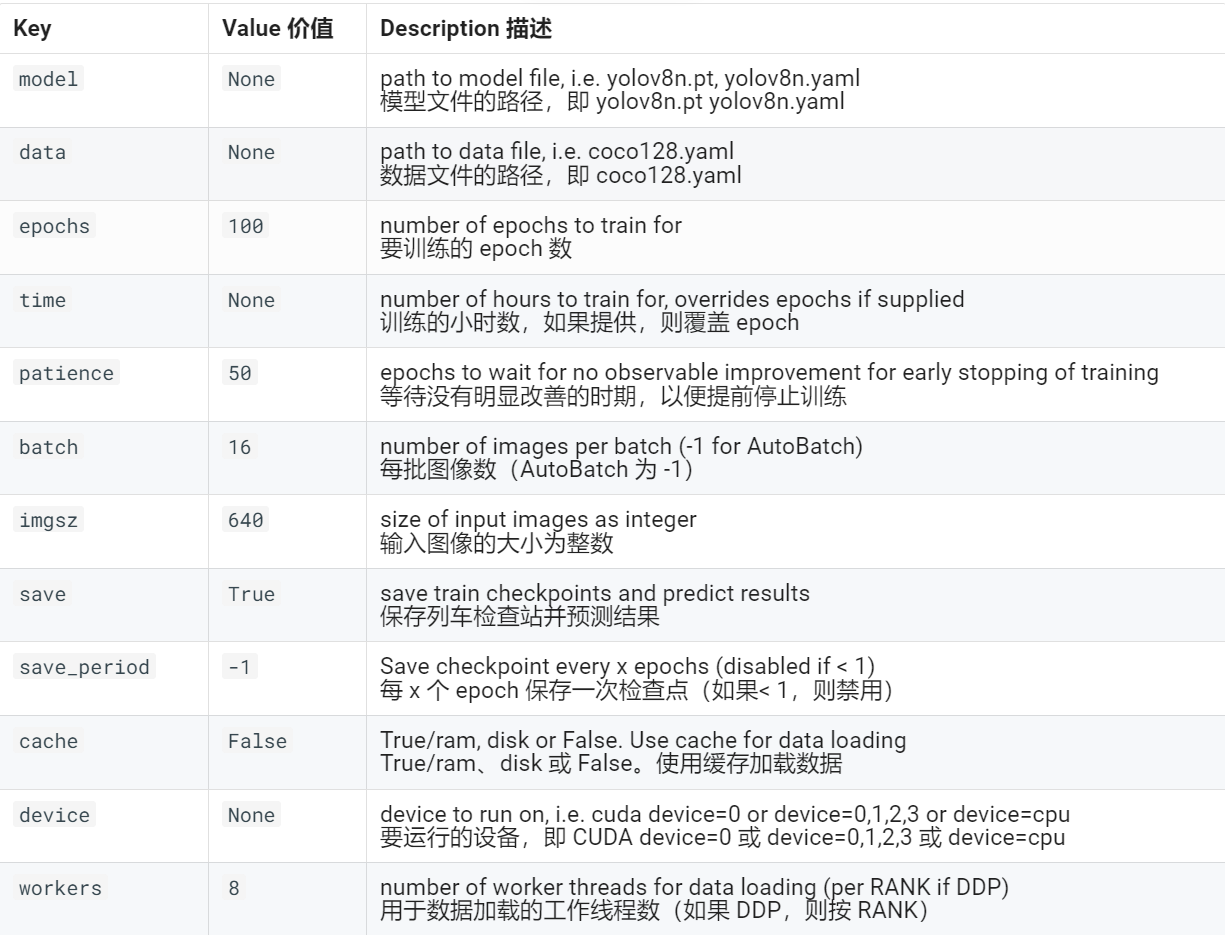 Key Value 价值 Description 描述
model None path to model file, i.e. yolov8n.pt, yolov8n.yaml
模型文件的路径，即 yolov8n.pt yolov8n.yaml
data None path to data file, i.e. coco128.yaml
数据文件的路径，即 coco128.yaml
epochs 100 number of epochs to train for
要训练的 epoch 数
time None number of hours to train for, overrides epochs if supplied
训练的小时数，如果提供，则覆盖 epoch
patience 50 epochs to wait for no observable improvement for early stopping of training
等待没有明显改善的时期，以便提前停止训练
batch 16 number of images per batch (-1 for AutoBatch)
每批图像数（AutoBatch 为 -1）
imgsz 640 size of input images as integer
输入图像的大小为整数
save True save train checkpoints and predict results
保存列车检查站并预测结果
save_period -1 Save checkpoint every x epochs (disabled if < 1)
每 x 个 epoch 保存一次检查点（如果< 1，则禁用）
cache False True/ram, disk or False. Use cache for data loading
True/ram、disk 或 False。使用缓存加载数据
device None device to run on, i.e. cuda device=0 or device=0,1,2,3 or device=cpu
要运行的设备，即 CUDA device=0 或 device=0,1,2,3 或 device=cpu
workers 8 number of worker threads for data loading (per RANK if DDP)
用于数据加载的工作线程数（如果 DDP，则按 RANK）